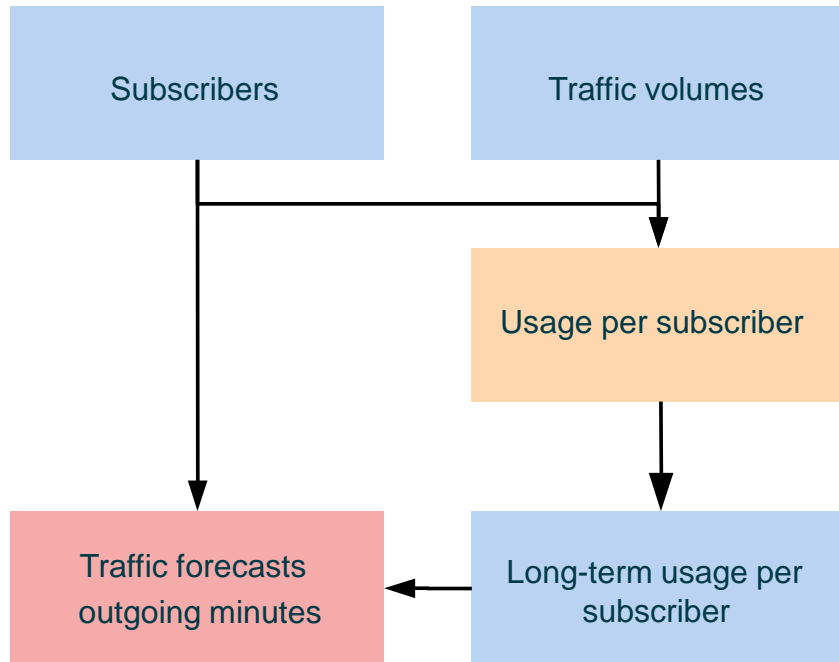 Subscribers
Traffic volumes
Usage per subscriber
Traffic forecasts
outgoing minutes
Long-term usage per
subscriber